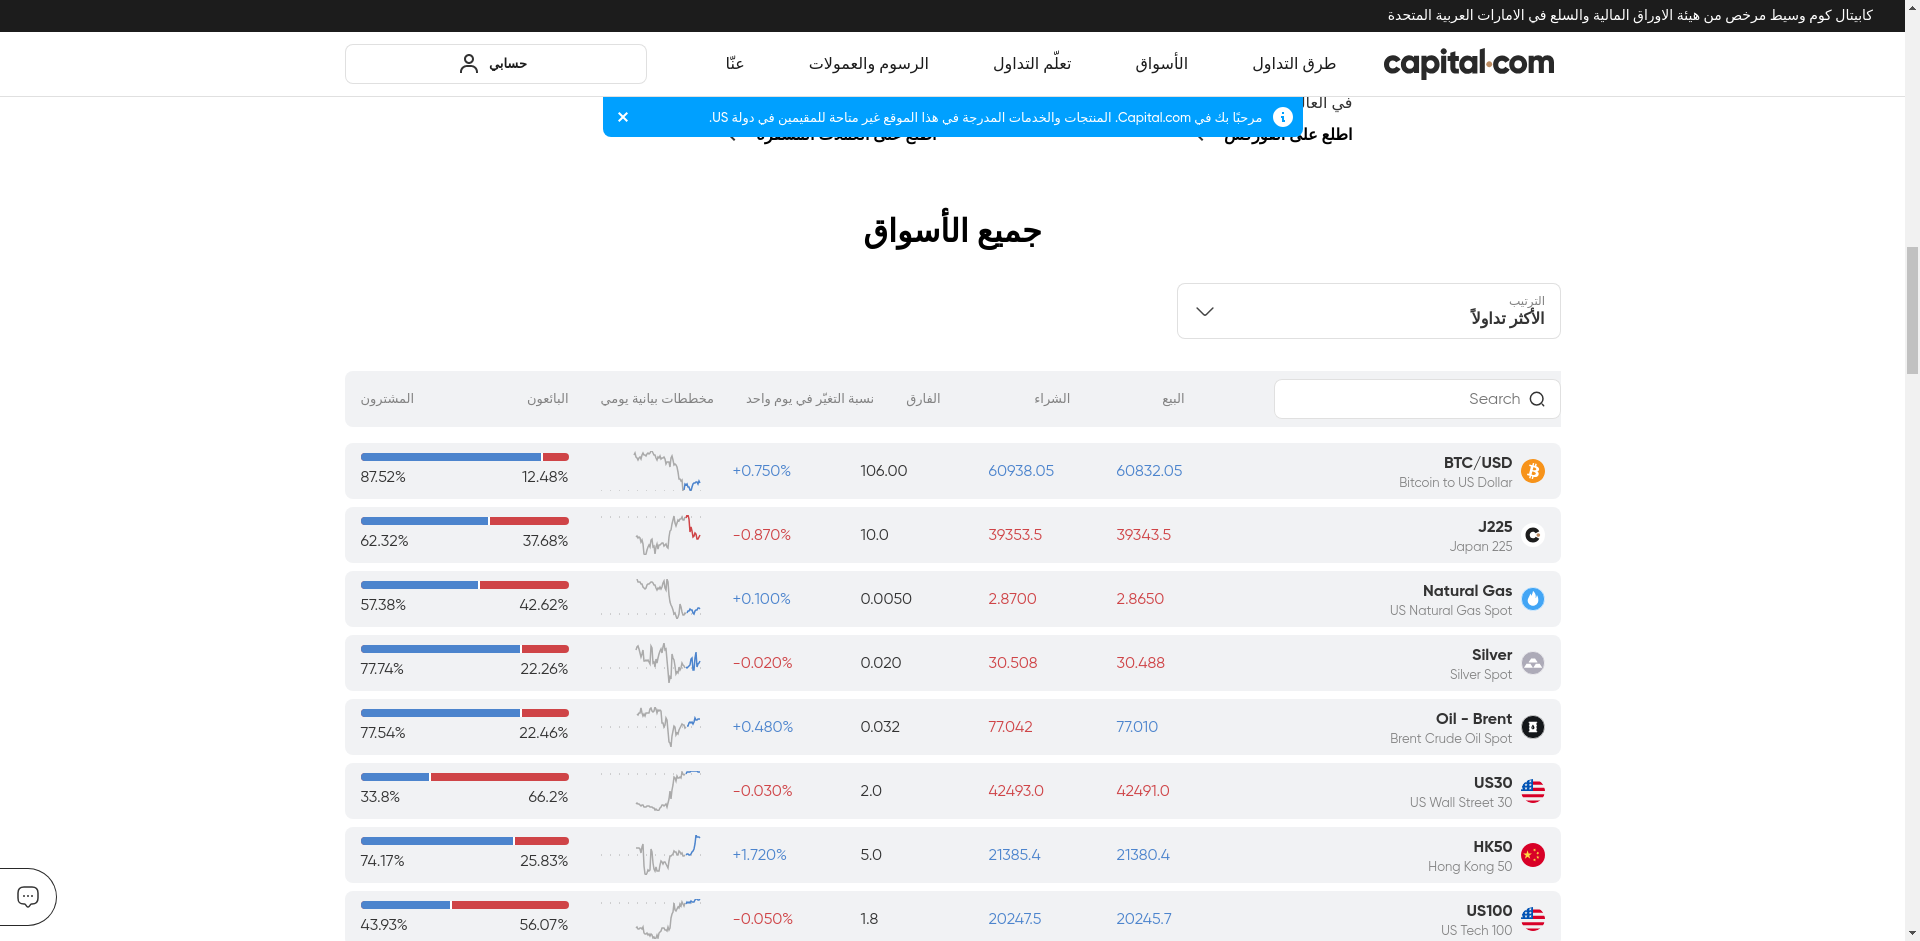 كابيتال كوم وسيط مرخص من هيئة الاوراق المالية والسلع في الامارات العربية المتحدة
capital.com
طرق التداول
الأسواق
تعلّم التداول
الرسوم والعمولات
عنّا
حسابي
مرحبًا بك في Capital.com. المنتجات والخدمات المدرجة في هذا الموقع غير متاحة للمقيمين في دولة US.
في
اطلع على الفوركس
اطلع على العملات المشفرة
جميع الأسواق
الترتيب
الأكثر تداولاً
Search
البيع
الشراء
الفارق
نسبة التغيّر في يوم واحد
مخططات بيانية يومي
البائعون
المشترون
BTC/USD
Bitcoin to US Dollar
60832.05
60938.05
106.00
+0.750%
12.48%
87.52%
J225
Japan 225
39343.5
39353.5
10.0
-0.870%
37.68%
62.32%
Natural Gas
US Natural Gas Spot
2.8650
2.8700
0.0050
+0.100%
42.62%
57.38%
Silver
Silver Spot
30.488
30.508
0.020
-0.020%
22.26%
77.74%
Oil - Brent
Brent Crude Oil Spot
77.010
77.042
0.032
+0.480%
22.46%
77.54%
US30
US Wall Street 30
42491.0
42493.0
2.0
-0.030%
66.2%
33.8%
HK50
Hong Kong 50
21380.4
21385.4
5.0
+1.720%
25.83%
74.17%
US100
US Tech 100
20245.7
20247.5
1.8
-0.050%
56.07%
43.93%